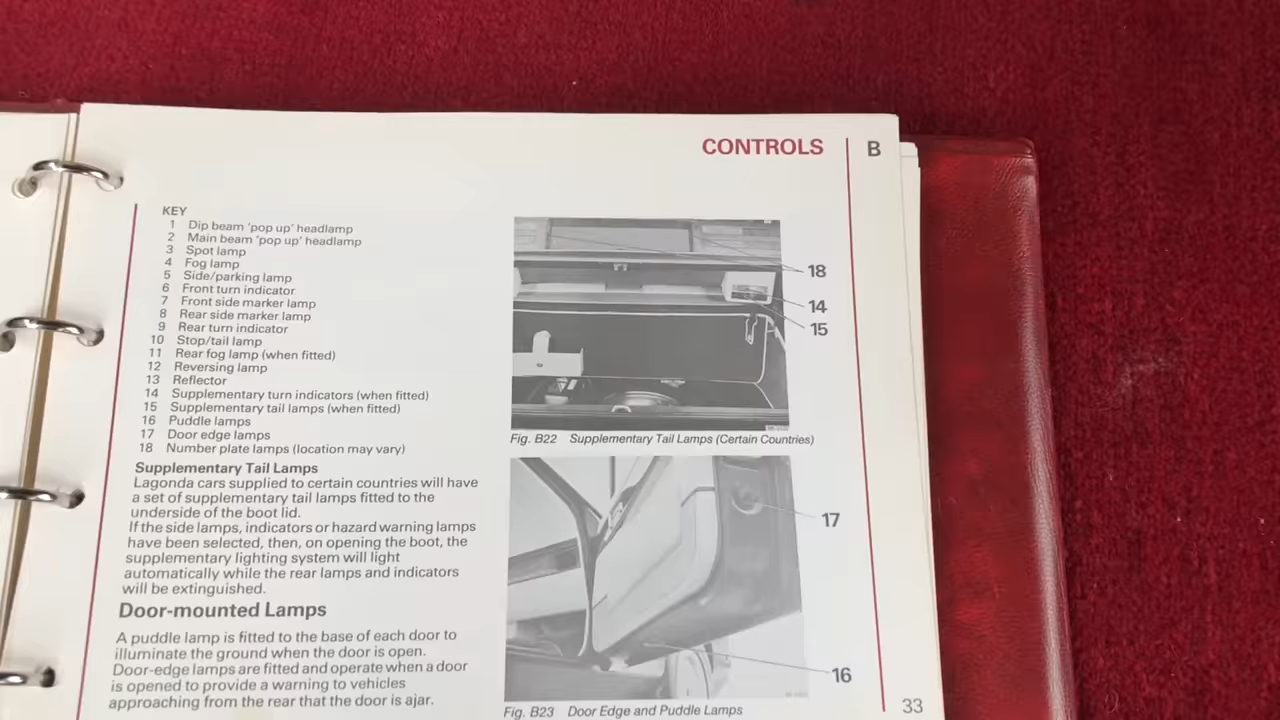 CONTROLS B
KEY
1 Dip beam ‘pop up’ headlamp
2 Main beam ‘pop up’ headlamp
3 Spot lamp
4 Fog lamp
5 Side/parking lamp
6 Front turn indicator
7 Front side marker lamp
8 Rear side marker lamp
9 Rear turn indicator
10 Stop/tail lamp
11 Rear fog lamp (when fitted)
12 Reversing lamp
13 Reflector
14 Supplementary turn indicators (when fitted)
15 Supplementary tail lamps (when fitted)
16 Puddle lamps
17 Door edge lamps
18 Number plate lamps (location may vary)
Supplementary Tail Lamps
Lagonda cars supplied to certain countries will have
a set of supplementary tail lamps fitted to the
underside of the boot lid.
If the side lamps, indicators or hazard warning lamps
have been selected, then, on opening the boot, the
supplementary lighting system will light
automatically while the rear lamps and indicators
will be extinguished.
Door-mounted Lamps
A puddle lamp is fitted to the base of each door to
illuminate the ground when the door is open.
Door-edge lamps are fitted and operate when a door
is opened to provide a warning to vehicles
approaching from the rear that the door is ajar.
18
14
15
Fig. B22 Supplementary Tail Lamps (Certain Countries)
17
16
Fig. B23 Door Edge and Puddle Lamps
33